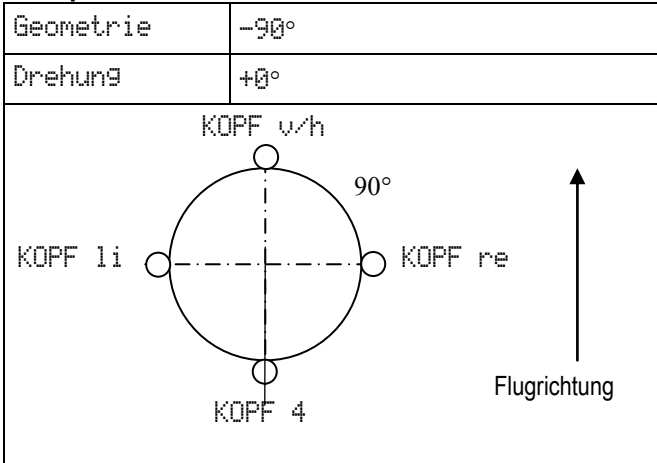 Geometrie -90°
Drehung +0°
KOPF v/h
90°
KOPF li KOPF re
Flugrichtung
KOPF 4